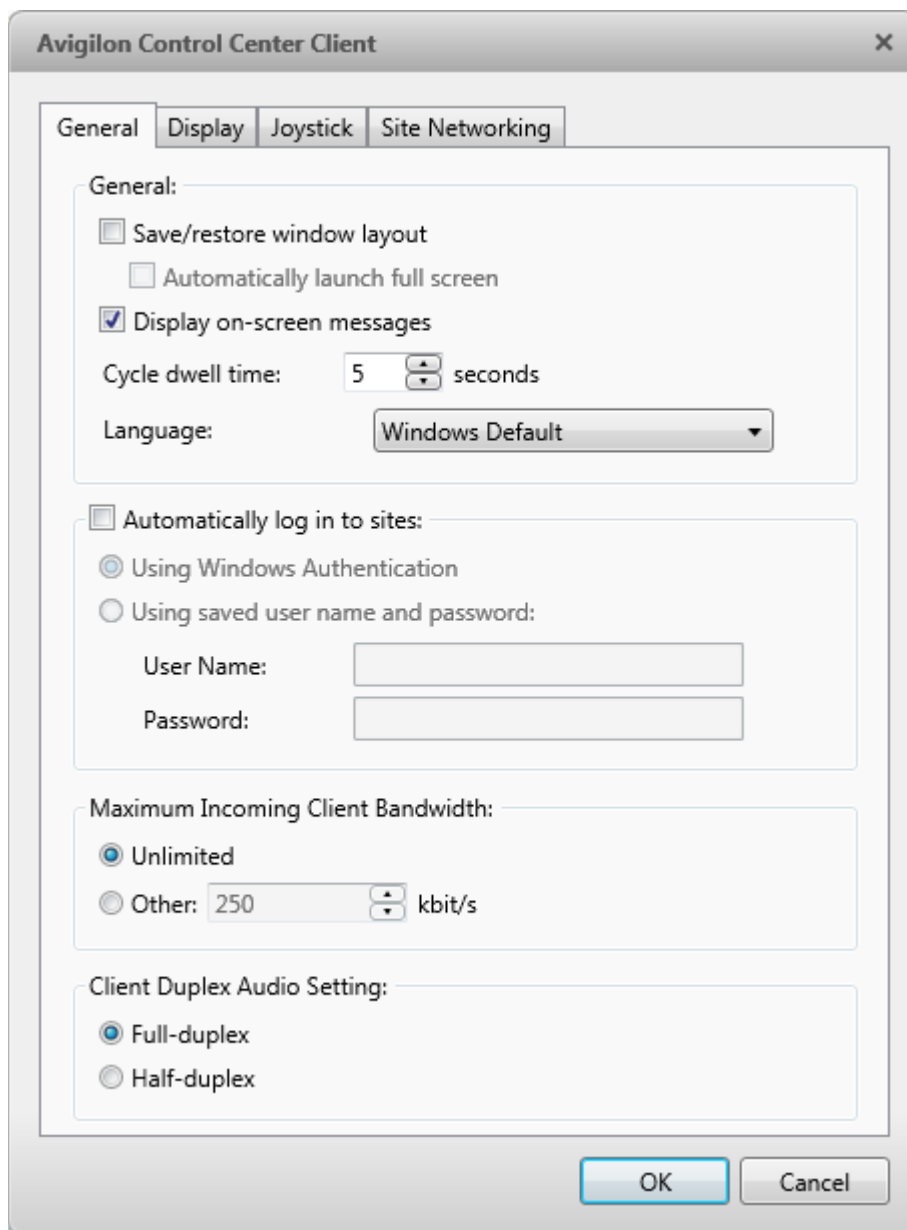 Avigilon Control Center Client
General Display Joystick Site Networking
General:
Save/restore window layout
Automatically launch full screen
Display on-screen messages
Cycle dwell time: 5 seconds
Language: Windows Default
Automatically log in to sites:
Using Windows Authentication
Using saved user name and password:
User Name:
Password:
Maximum Incoming Client Bandwidth:
Unlimited
Other: 250 kbit/s
Client Duplex Audio Setting:
Full-duplex
Half-duplex
OK Cancel